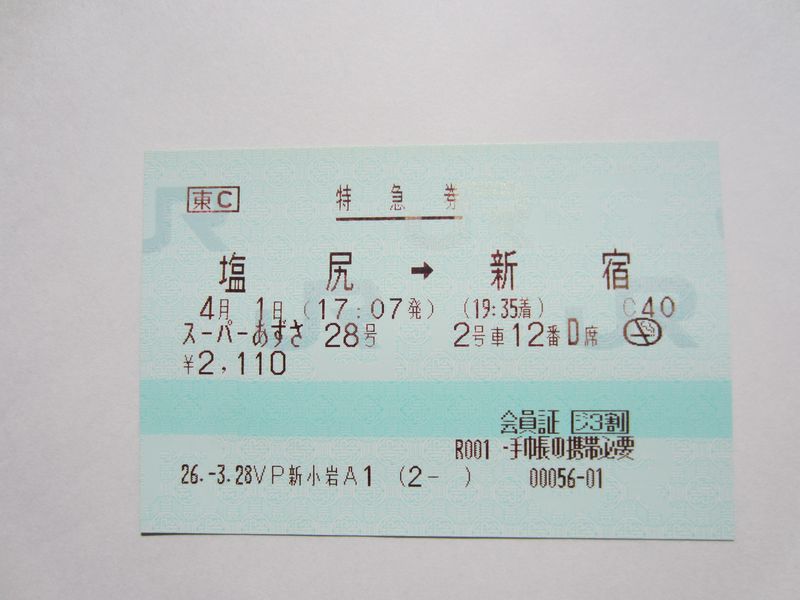 東C 特急券
塩尻 → 新宿
4月 1日 (17:07発) (19:35着) C40
スーパーあずさ 28号 2号車12番D席
¥2,110
会員証 ジ3割
R001 -手帳の携帯必要
26.-3.28VP新小岩A1 (2- ) 00056-01